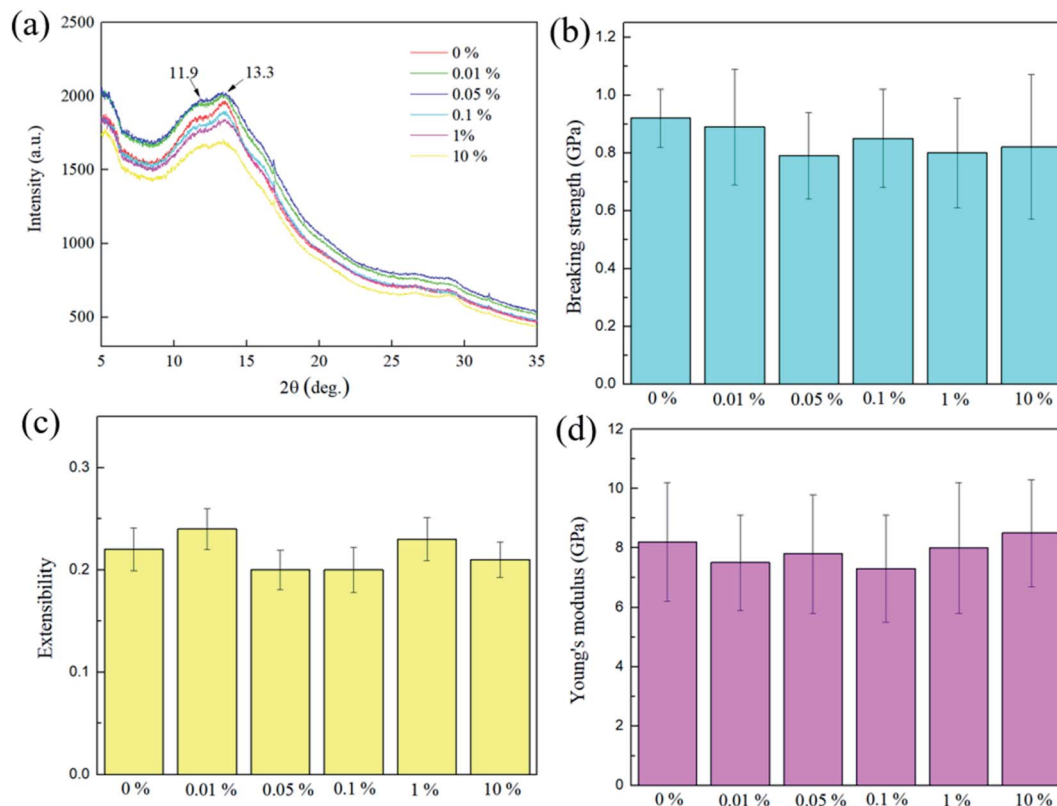 (a)
2500
2000
1500
1000
500
Intensity (a.u.)
11.9
13.3
0 %
0.01 %
0.05 %
0.1 %
1%
10 %
5 10 15 20 25 30 35
2θ (deg.)
(b)
1.2
1.0
0.8
0.6
0.4
0.2
0.0
Breaking strength (GPa)
0 % 0.01 % 0.05 % 0.1 % 1 % 10 %
(c)
0.3
0.2
0.1
0.0
Extensibility
0 % 0.01 % 0.05 % 0.1 % 1 % 10 %
(d)
12
10
8
6
4
2
0
Young's modulus (GPa)
0 % 0.01 % 0.05 % 0.1 % 1 % 10 %